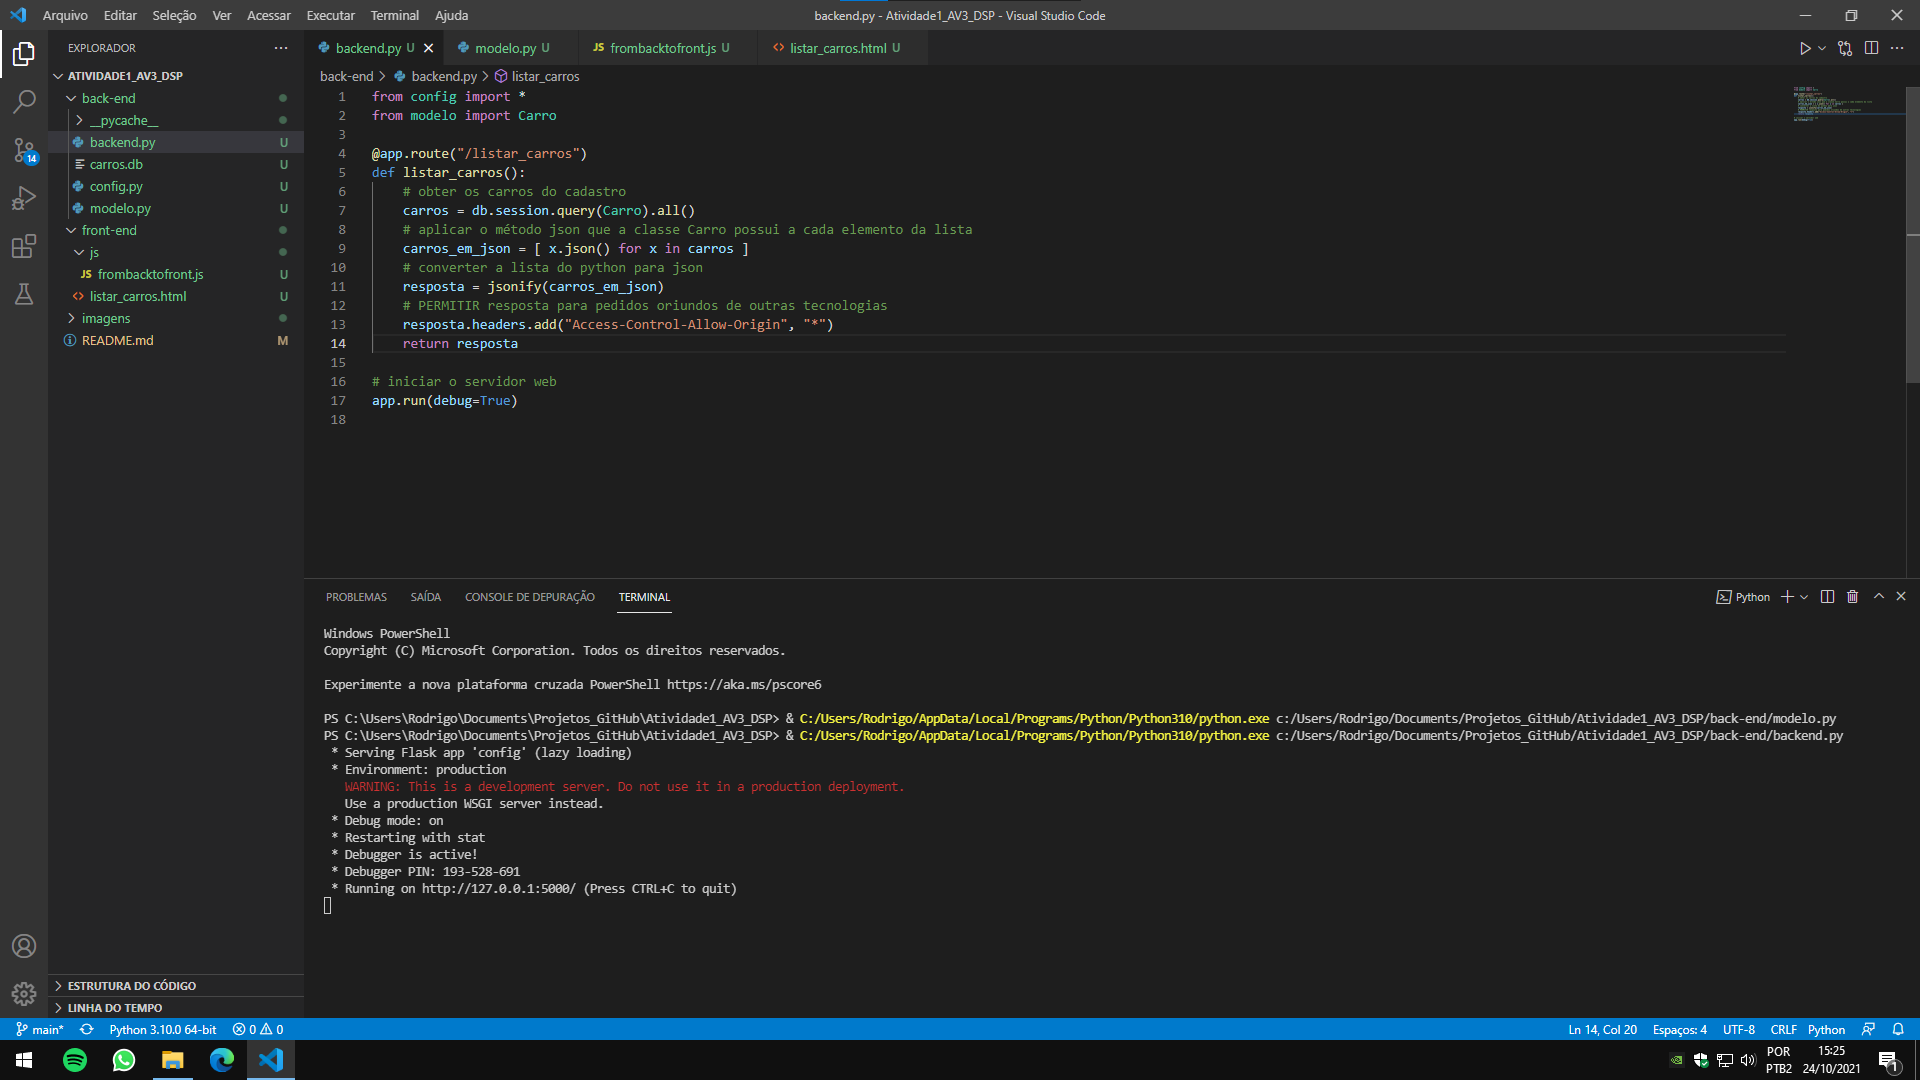 Arquivo Editar Seleção Ver Acessar Executar Terminal Ajuda
backend.py - Atividade1_AV3_DSP - Visual Studio Code
EXPLORADOR
ATIVIDADE1_AV3_DSP
back-end
__pycache__
backend.py U
carros.db U
config.py U
modelo.py U
front-end
js
JS frombacktofront.js U
listar_carros.html U
imagens
README.md M
14
ESTRUTURA DO CÓDIGO
LINHA DO TEMPO
backend.py U
modelo.py U
JS frombacktofront.js U
listar_carros.html U
back-end > backend.py > listar_carros
1 from config import *
2 from modelo import Carro
3
4 @app.route("/listar_carros")
5 def listar_carros():
6 # obter os carros do cadastro
7 carros = db.session.query(Carro).all()
8 # aplicar o método json que a classe Carro possui a cada elemento da lista
9 carros_em_json = [ x.json() for x in carros ]
10 # converter a lista do python para json
11 resposta = jsonify(carros_em_json)
12 # PERMITIR resposta para pedidos oriundos de outras tecnologias
13 resposta.headers.add("Access-Control-Allow-Origin", "*")
14 return resposta
15
16 # iniciar o servidor web
17 app.run(debug=True)
18
PROBLEMAS SAÍDA CONSOLE DE DEPURAÇÃO TERMINAL
Python
Windows PowerShell
Copyright (C) Microsoft Corporation. Todos os direitos reservados.
Experimente a nova plataforma cruzada PowerShell https://aka.ms/pscore6
PS C:\Users\Rodrigo\Documents\Projetos_GitHub\Atividade1_AV3_DSP> & C:/Users/Rodrigo/AppData/Local/Programs/Python/Python310/python.exe c:/Users/Rodrigo/Documents/Projetos_GitHub/Atividade1_AV3_DSP/back-end/modelo.py
PS C:\Users\Rodrigo\Documents\Projetos_GitHub\Atividade1_AV3_DSP> & C:/Users/Rodrigo/AppData/Local/Programs/Python/Python310/python.exe c:/Users/Rodrigo/Documents/Projetos_GitHub/Atividade1_AV3_DSP/back-end/backend.py
* Serving Flask app 'config' (lazy loading)
* Environment: production
WARNING: This is a development server. Do not use it in a production deployment.
Use a production WSGI server instead.
* Debug mode: on
* Restarting with stat
* Debugger is active!
* Debugger PIN: 193-528-691
* Running on http://127.0.0.1:5000/ (Press CTRL+C to quit)
main* Python 3.10.0 64-bit 0 0
Ln 14, Col 20 Espaços: 4 UTF-8 CRLF Python
POR
PTB2
15:25
24/10/2021
1